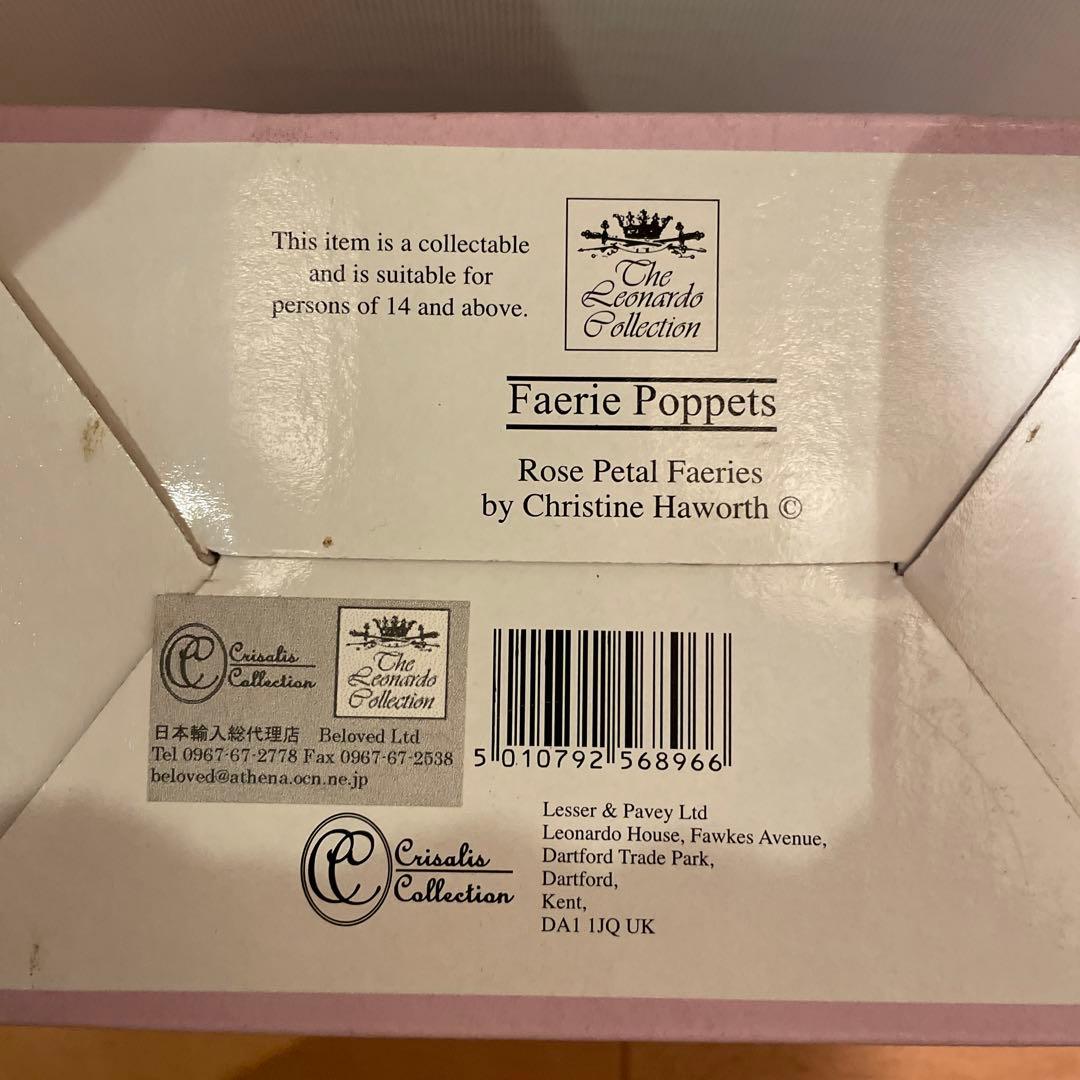 This item is a collectable
and is suitable for
persons of 14 and above.
The
Leonardo
Collection
Faerie Poppets
Rose Petal Faeries
by Christine Haworth ©
Crisalis
Collection
The
Leonardo
Collection
日本輸入総代理店 Beloved Ltd
Tel 0967-67-2778 Fax 0967-67-2538
beloved@athena.ocn.ne.jp
5 010792 568966
Crisalis
Collection
Lesser & Pavey Ltd
Leonardo House, Fawkes Avenue,
Dartford Trade Park,
Dartford,
Kent,
DA1 1JQ UK